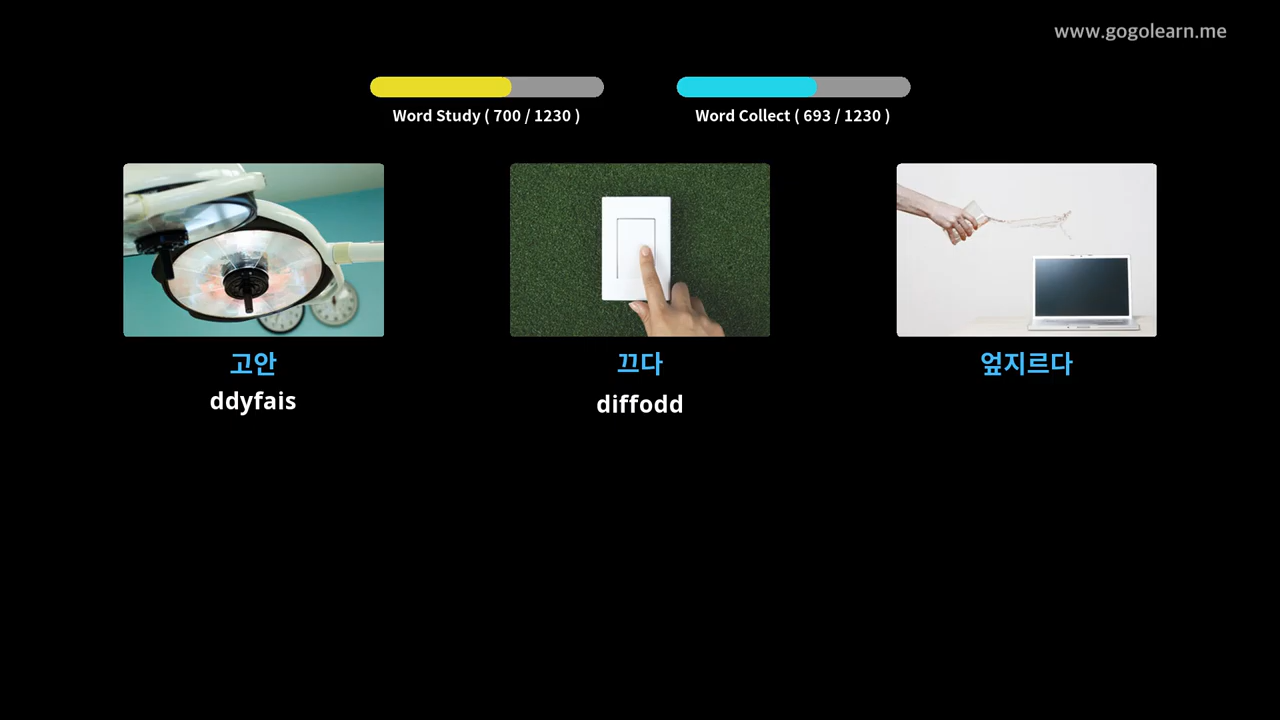 www.gogolearn.me
Word Study ( 700 / 1230 )
Word Collect ( 693 / 1230 )
고안
끄다
엎지르다
ddyfais
diffodd